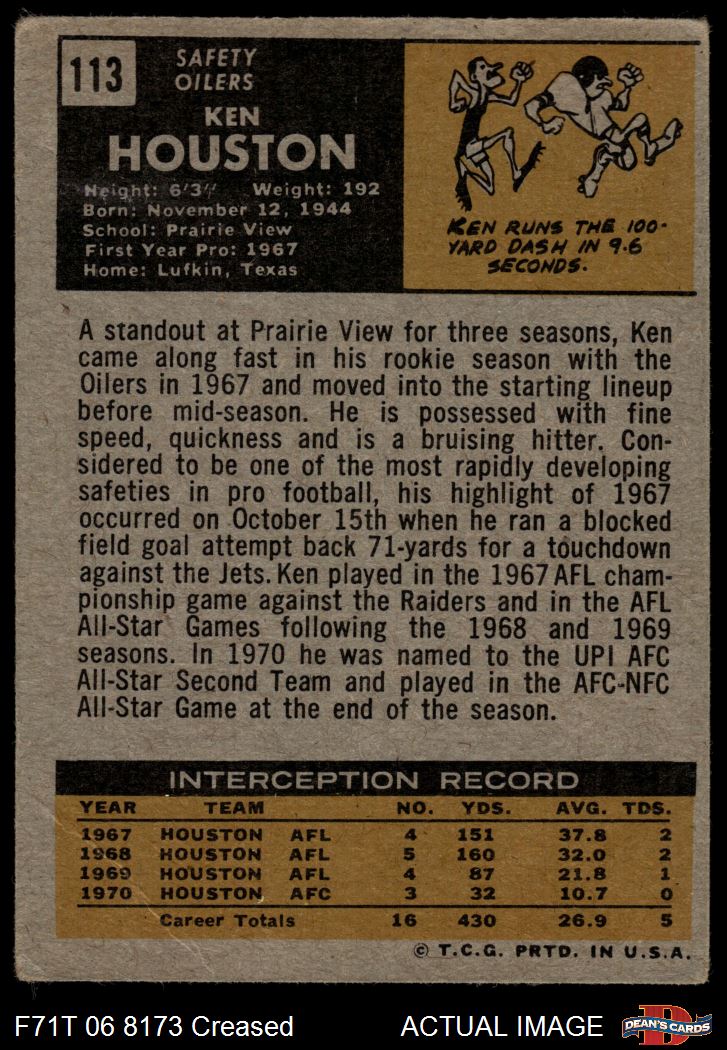 113
SAFETY
OILERS
KEN
HOUSTON
Height: 6'3" Weight: 192
Born: November 12, 1944
School: Prairie View
First Year Pro: 1967
Home: Lufkin, Texas
KEN RUNS THE 100-
YARD DASH IN 9.6
SECONDS.
A standout at Prairie View for three seasons, Ken
came along fast in his rookie season with the
Oilers in 1967 and moved into the starting lineup
before mid-season. He is possessed with fine
speed, quickness and is a bruising hitter. Con-
sidered to be one of the most rapidly developing
safeties in pro football, his highlight of 1967
occurred on October 15th when he ran a blocked
field goal attempt back 71-yards for a touchdown
against the Jets. Ken played in the 1967 AFL cham-
pionship game against the Raiders and in the AFL
All-Star Games following the 1968 and 1969
seasons. In 1970 he was named to the UPI AFC
All-Star Second Team and played in the AFC-NFC
All-Star Game at the end of the season.
INTERCEPTION RECORD
YEAR TEAM NO. YDS. AVG. TDS.
1967 HOUSTON AFL 4 151 37.8 2
1968 HOUSTON AFL 5 160 32.0 2
1969 HOUSTON AFL 4 87 21.8 1
1970 HOUSTON AFC 3 32 10.7 0
Career Totals 16 430 26.9 5
© T.C.G. PRTD. IN U.S.A.
F71T 06 8173 Creased ACTUAL IMAGE
D
DEAN'S CARDS